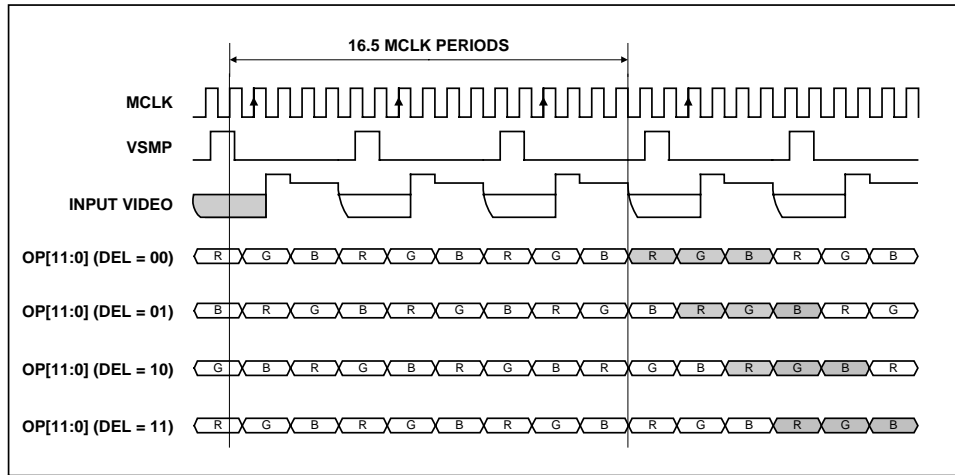 16.5 MCLK PERIODS
MCLK
VSMP
INPUT VIDEO
OP[11:0] (DEL = 00) R G B R G B R G B R G B R G B
OP[11:0] (DEL = 01) B R G B R G B R G B R G B R G
OP[11:0] (DEL = 10) G B R G B R G B R G B R G B R
OP[11:0] (DEL = 11) R G B R G B R G B R G B R G B